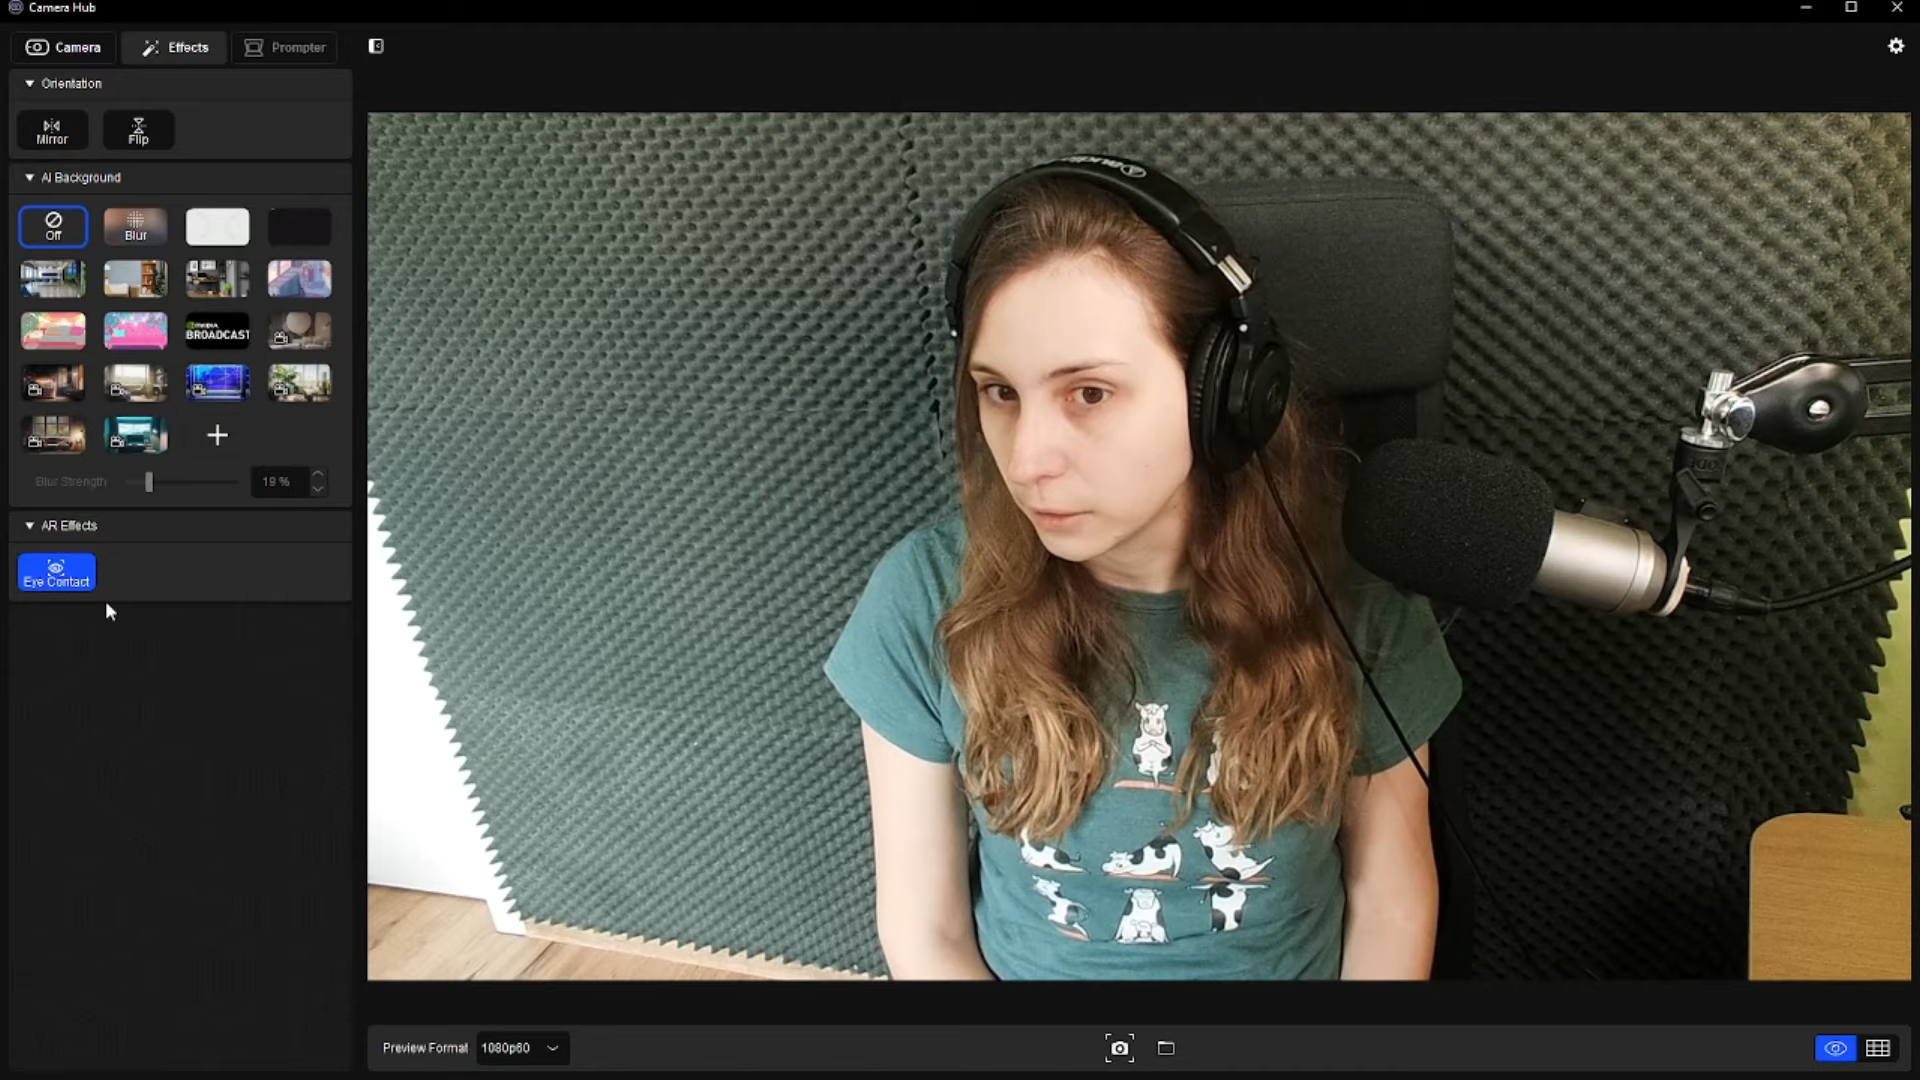 Camera Hub
Camera
Effects
Prompter
Orientation
Mirror
Flip
AI Background
Off
Blur
NVIDIA
BROADCAST
Blur Strength
19 %
AR Effects
Eye Contact
Preview Format
1080p60